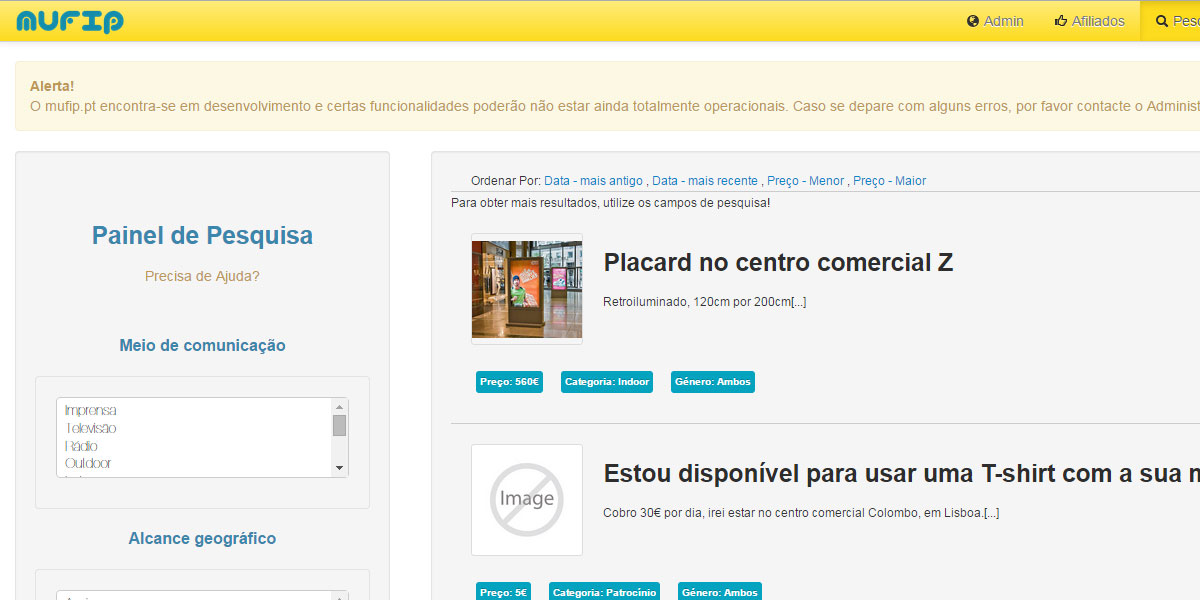 mufip
Admin
Afiliados
Alerta!
O mufip.pt encontra-se em desenvolvimento e certas funcionalidades poderão não estar ainda totalmente operacionais. Caso se depare com alguns erros, por favor contacte o
Painel de Pesquisa
Precisa de Ajuda?
Meio de comunicação
Imprensa
Televisão
Rádio
Outdoor
Alcance geográfico
Ordenar Por: Data - mais antigo , Data - mais recente , Preço - Menor , Preço - Maior
Para obter mais resultados, utilize os campos de pesquisa!
Placard no centro comercial Z
Retroiluminado, 120cm por 200cm[...]
Preço: 560€
Categoria: Indoor
Género: Ambos
Image
Estou disponível para usar uma T-shirt com a sua
Cobro 30€ por dia, irei estar no centro comercial Colombo, em Lisboa.[...]
Preço: 5€
Categoria: Patrocínio
Género: Ambos